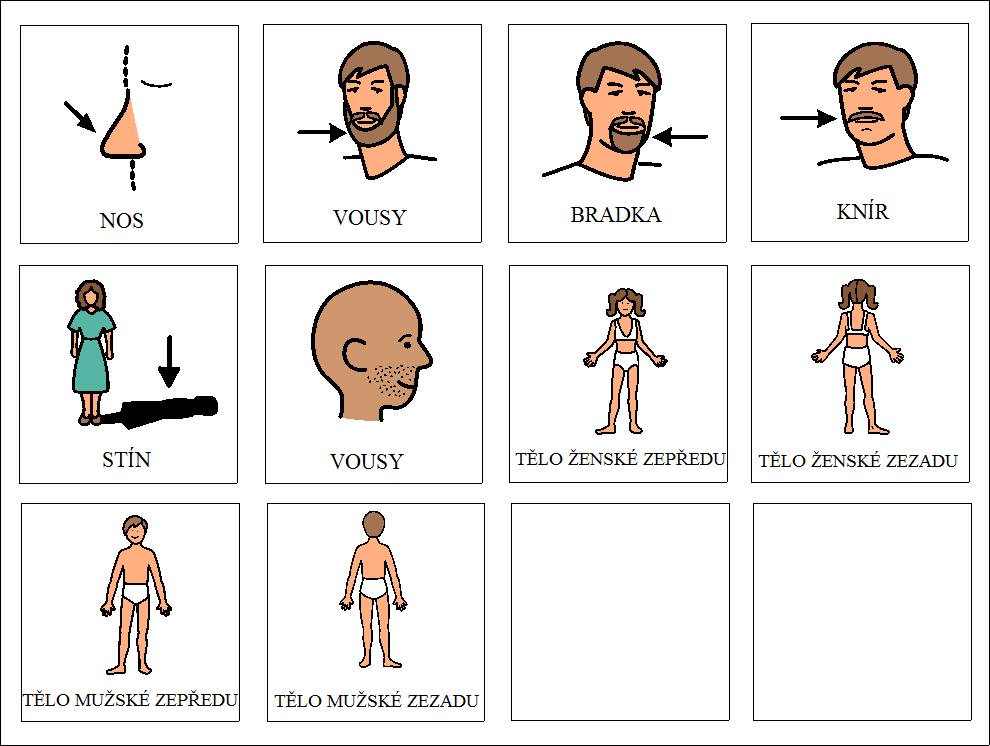 NOS
VOUSY
BRADKA
KNÍR
STÍN
VOUSY
TĚLO ŽENSKÉ ZEPŘEDU
TĚLO ŽENSKÉ ZEZADU
TĚLO MUŽSKÉ ZEPŘEDU
TĚLO MUŽSKÉ ZEZADU